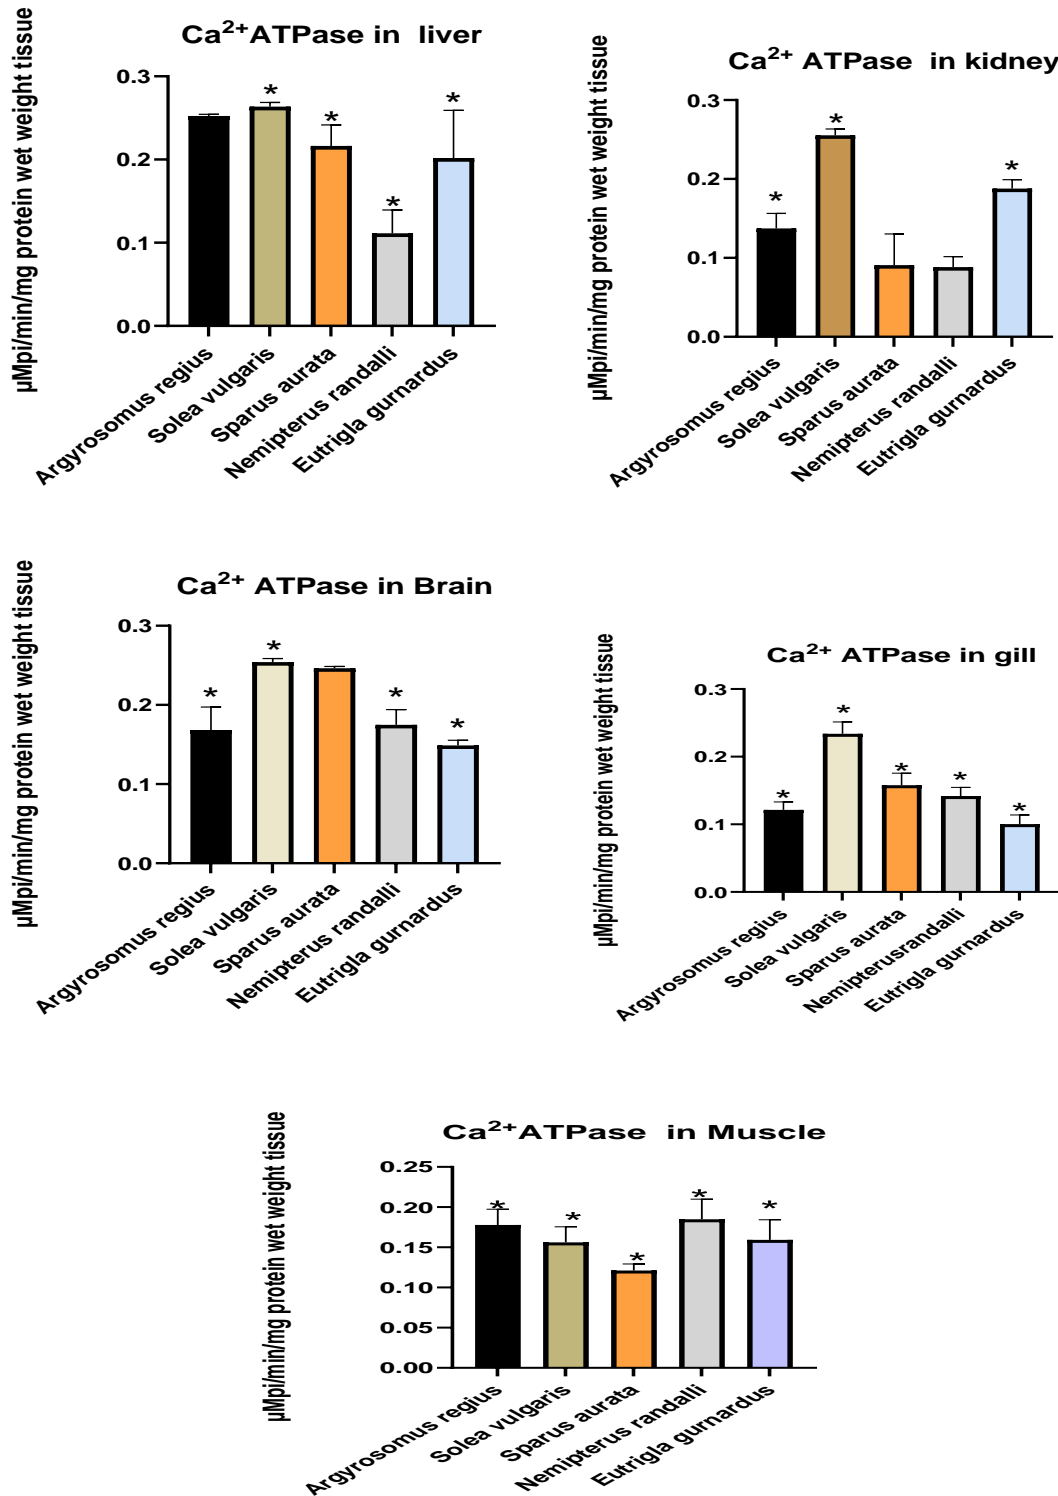 Ca2+ATPase in liver
µMpi/min/mg protein wet weight tissue
0.3
0.2
0.1
0.0
*
*
*
*
Argyrosomus regius
Solea vulgaris
Sparus aurata
Nemipterus randalli
Eutrigla gurnardus
Ca2+ ATPase in kidney
µMpi/min/mg protein wet weight tissue
0.3
0.2
0.1
0.0
*
*
*
Argyrosomus regius
Solea vulgaris
Sparus aurata
Nemipterus randalli
Eutrigla gurnardus
Ca2+ ATPase in Brain
µMpi/min/mg protein wet weight tissue
0.3
0.2
0.1
0.0
*
*
*
*
Argyrosomus regius
Solea vulgaris
Sparus aurata
Nemipterus randalli
Eutrigla gurnardus
Ca2+ ATPase in gill
µMpi/min/mg protein wet weight tissue
0.3
0.2
0.1
0.0
*
*
*
*
*
Argyrosomus regius
Solea vulgaris
Sparus aurata
Nemipterusrandalli
Eutrigla gurnardus
Ca2+ATPase in Muscle
µMpi/min/mg protein wet weight tissue
0.25
0.20
0.15
0.10
0.05
0.00
*
*
*
*
*
Argyrosomus regius
Solea vulgaris
Sparus aurata
Nemipterus randalli
Eutrigla gurnardus